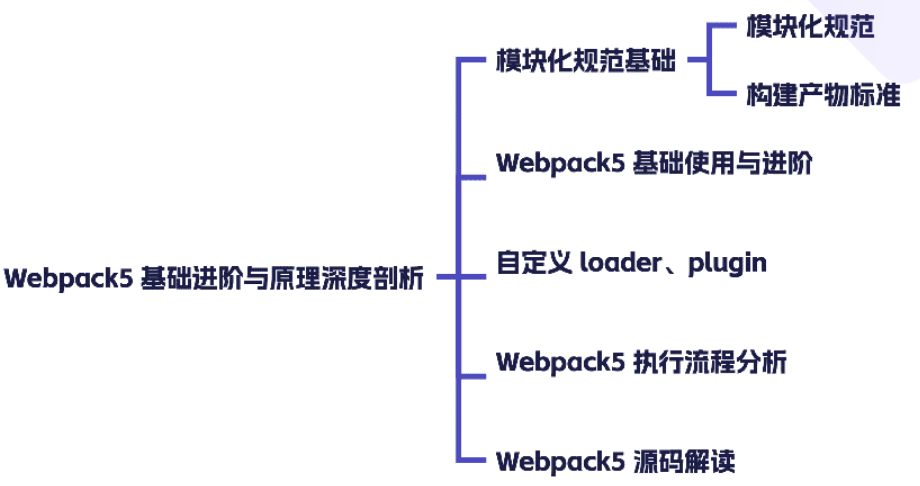 Webpack5 基础进阶与原理深度剖析
模块化规范基础
模块化规范
构建产物标准
Webpack5 基础使用与进阶
自定义 loader、plugin
Webpack5 执行流程分析
Webpack5 源码解读